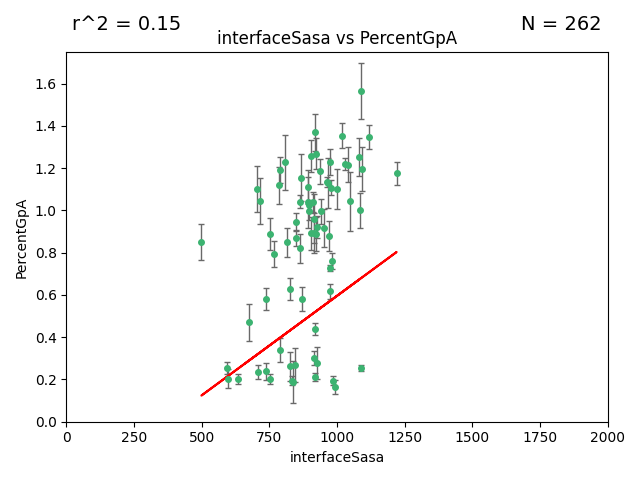 r^2 = 0.15
N = 262
interfaceSasa vs PercentGpA
PercentGpA
1.6
1.4
1.2
1.0
0.8
0.6
0.4
0.2
0.0
0 250 500 750 1000 1250 1500 1750 2000
interfaceSasa